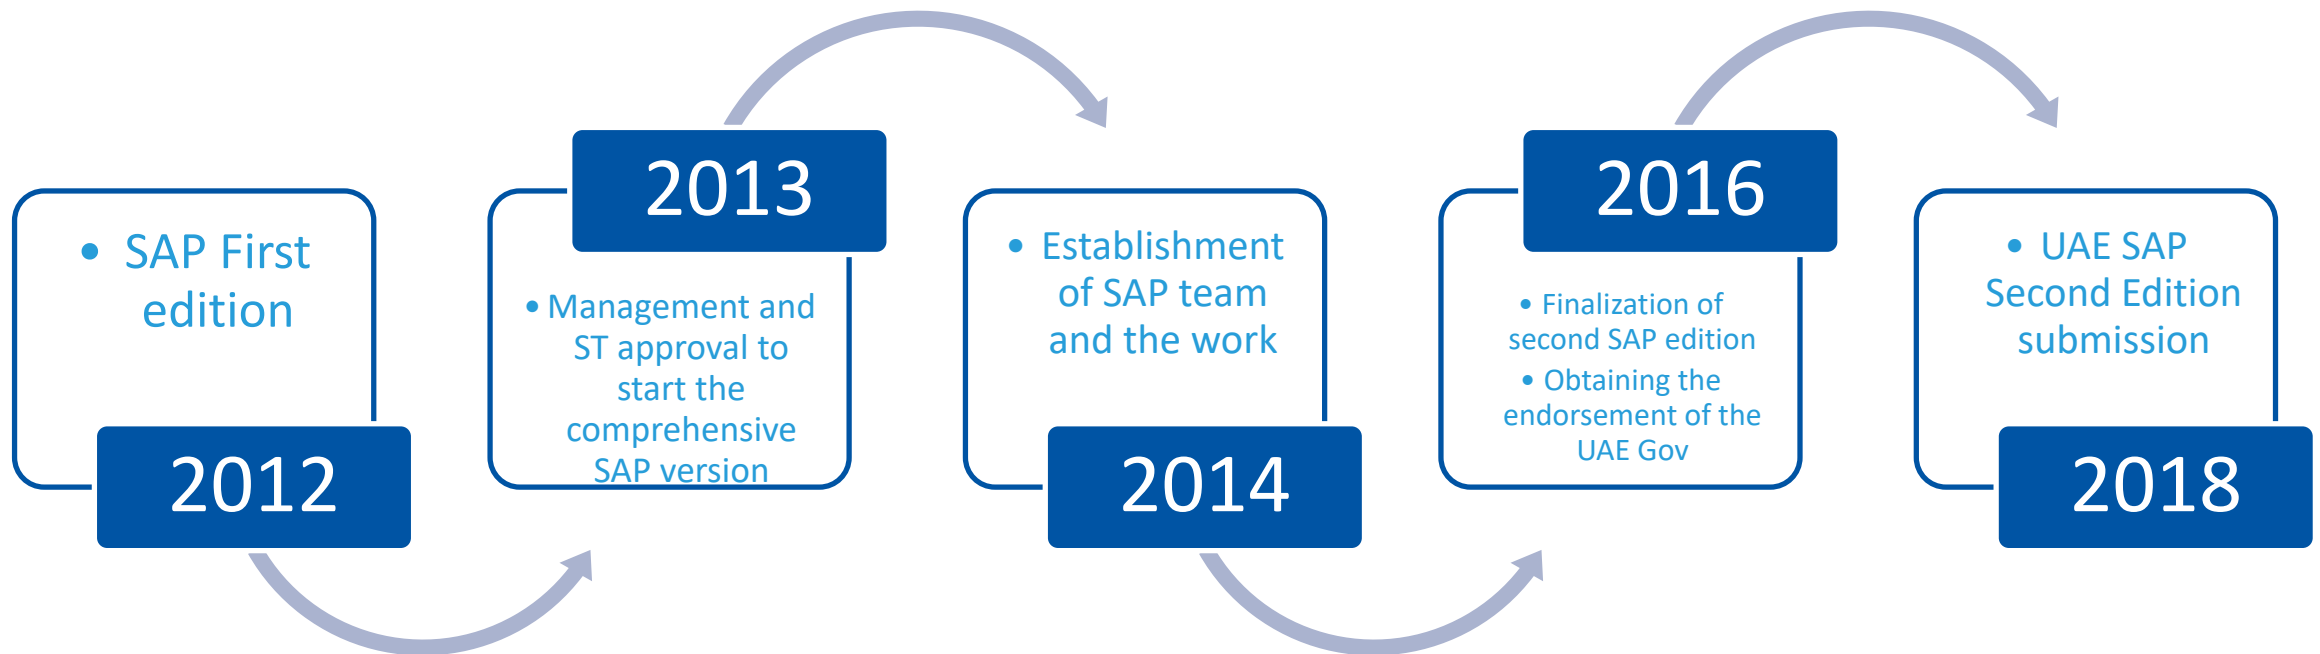 • SAP First
edition
2012
2013
• Management and
ST approval to
start the
comprehensive
SAP version
• Establishment
of SAP team
and the work
2014
2016
• Finalization of
second SAP edition
• Obtaining the
endorsement of the
UAE Gov
• UAE SAP
Second Edition
submission
2018